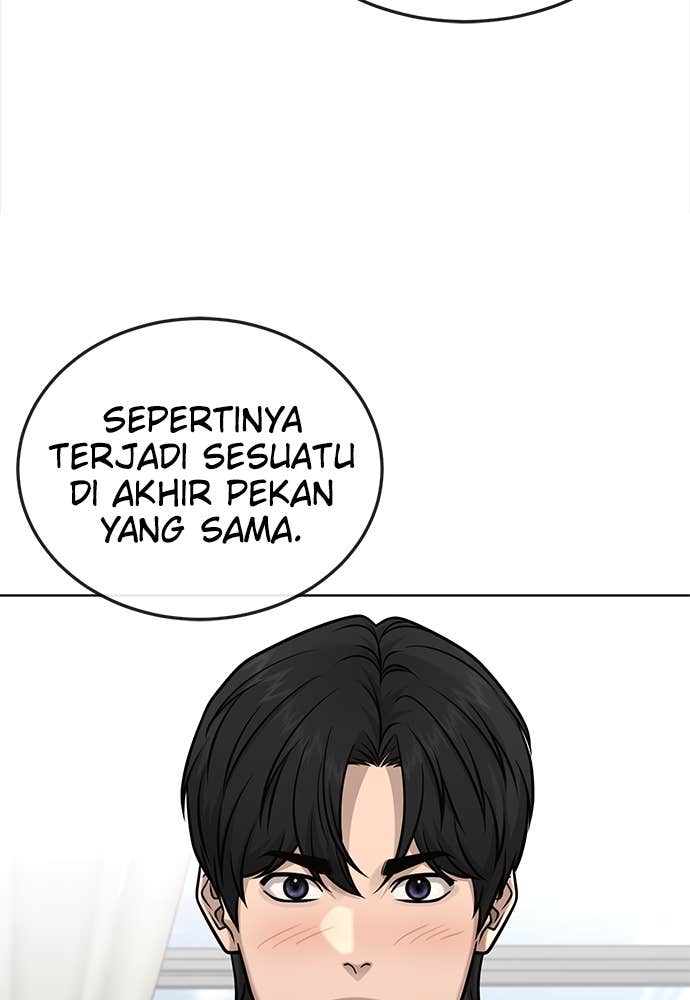 SEPERTINYA
TERJADI SESUATU
DI AKHIR PEKAN
YANG SAMA.